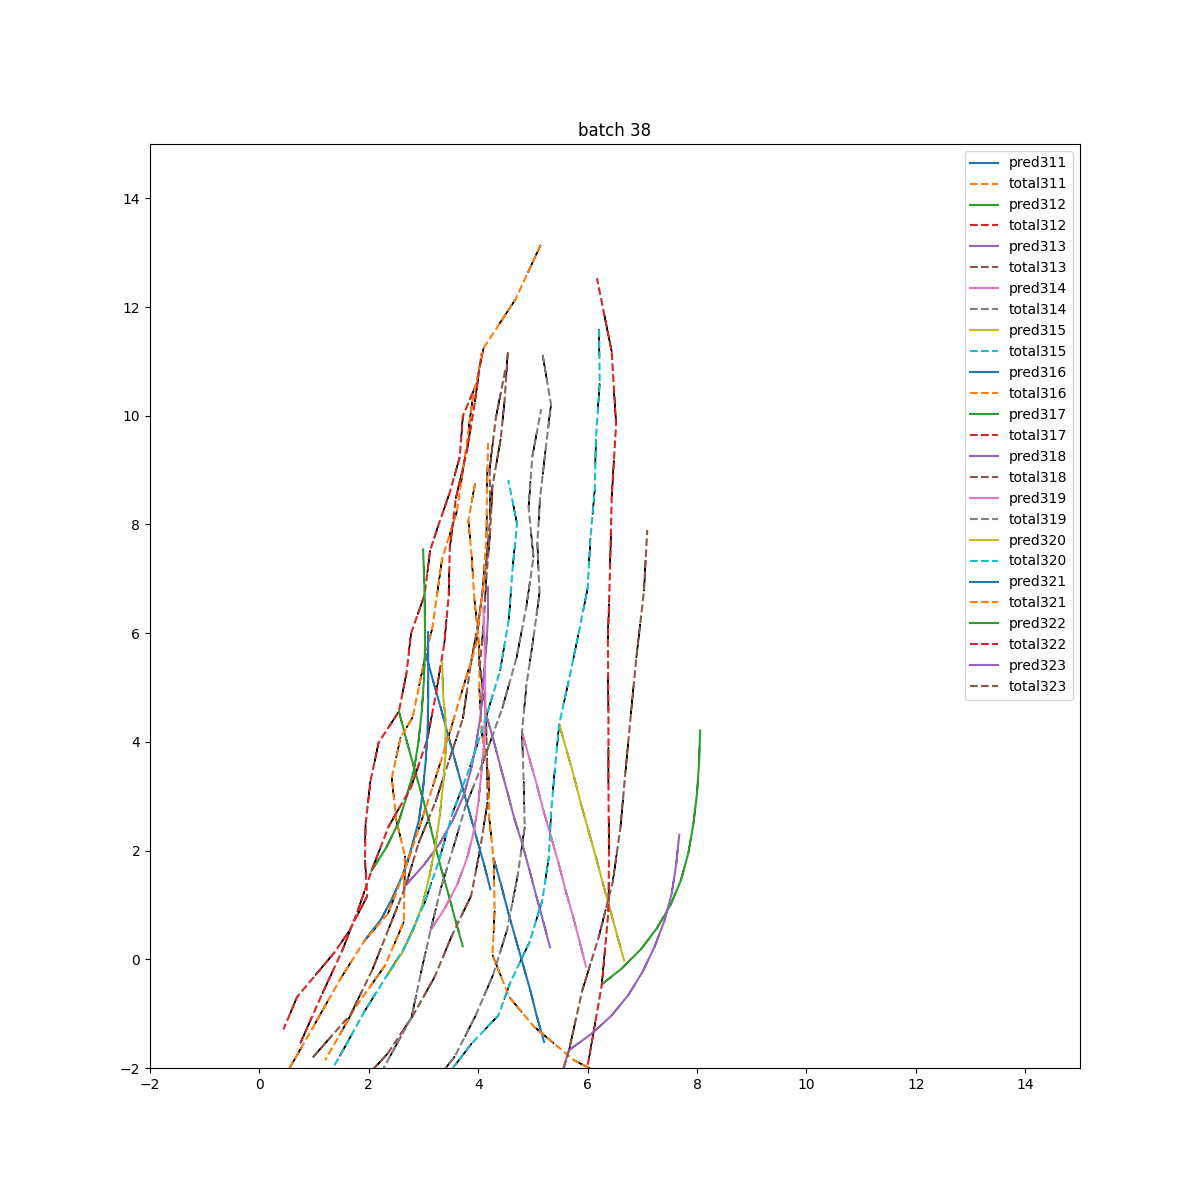 batch 38
14
12
10
8
6
4
2
0
−2
−2 0 2 4 6 8 10 12 14
pred311
total311
pred312
total312
pred313
total313
pred314
total314
pred315
total315
pred316
total316
pred317
total317
pred318
total318
pred319
total319
pred320
total320
pred321
total321
pred322
total322
pred323
total323